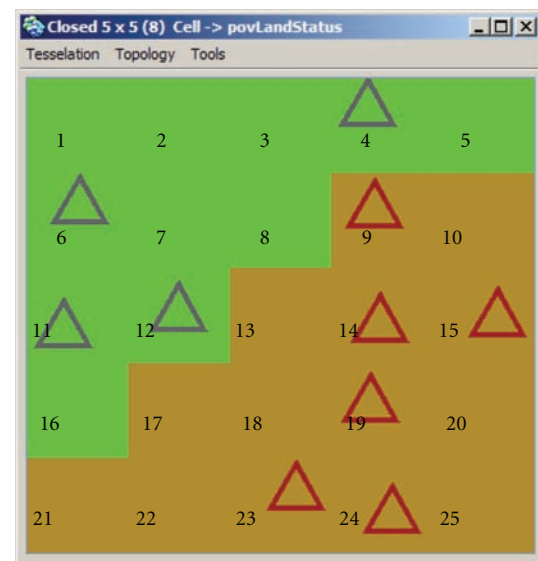 Closed 5 x 5 (8) Cell -> povLandStatus
Tesselation Topology Tools
1 2 3 4 5
6 7 8 9 10
11 12 13 14 15
16 17 18 19 20
21 22 23 24 25